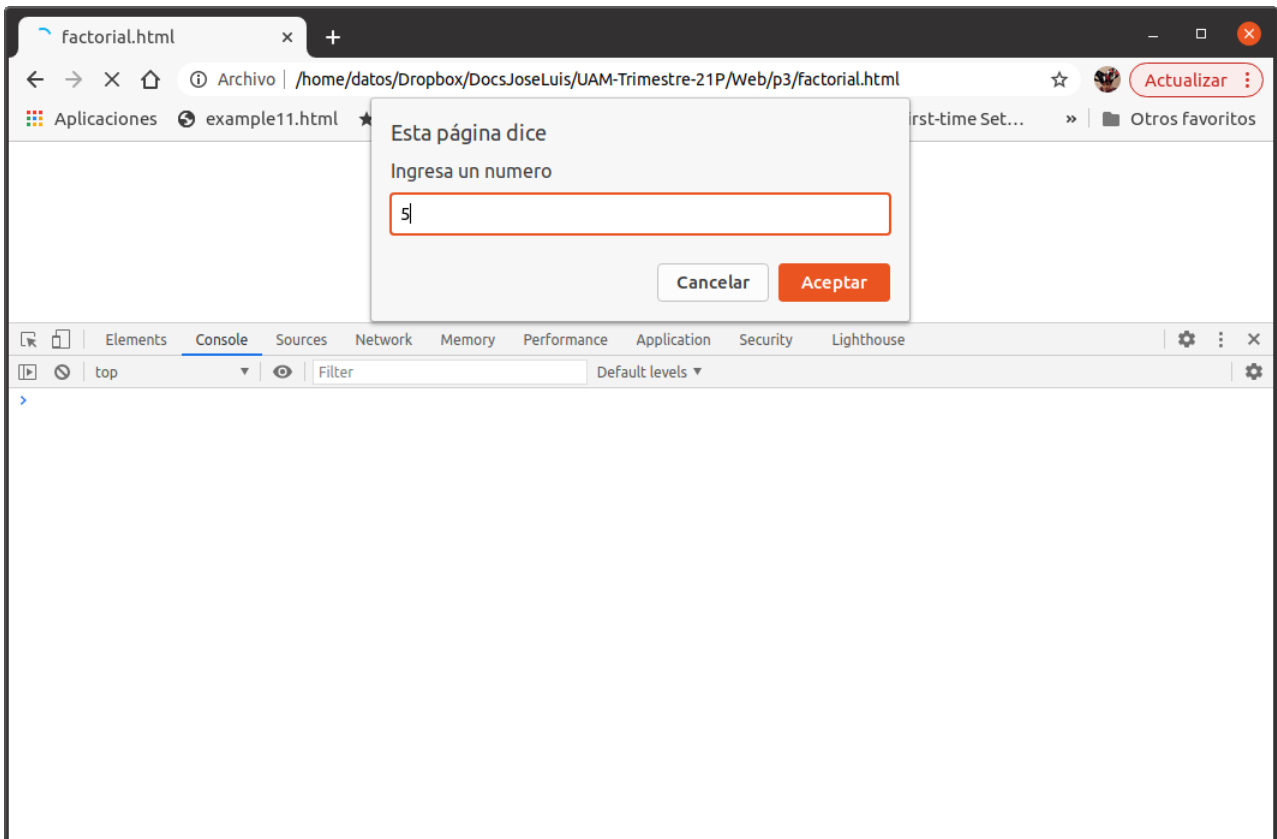 factorial.html
Archivo /home/datos/Dropbox/DocsJoseLuis/UAM-Trimestre-21P/Web/p3/factorial.html Actualizar
Aplicaciones example11.html irst-time Set… » Otros favoritos
Esta página dice
Ingresa un numero
5
Cancelar Aceptar
Elements Console Sources Network Memory Performance Application Security Lighthouse
top Filter Default levels